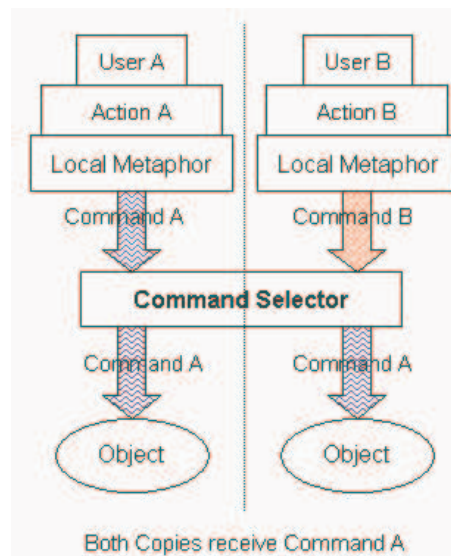 User A
User B
Action A
Action B
Local Metaphor
Local Metaphor
Command A
Command B
Command Selector
Command A
Command A
Object
Object
Both Copies receive Command A